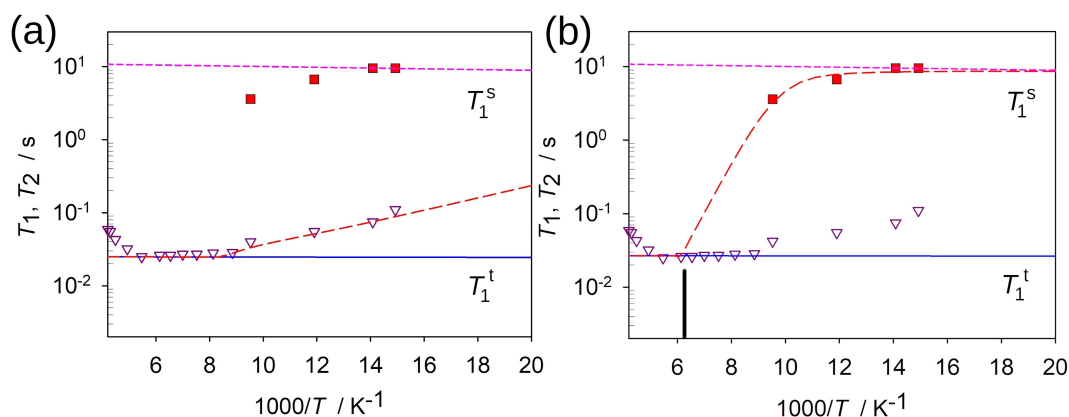 (a)
T₁, T₂ / s
10¹
10⁰
10⁻¹
10⁻²
T₁ˢ
T₁ᵗ
6 8 10 12 14 16 18 20
1000/T / K⁻¹
(b)
T₁, T₂ / s
10¹
10⁰
10⁻¹
10⁻²
T₁ˢ
T₁ᵗ
6 8 10 12 14 16 18 20
1000/T / K⁻¹